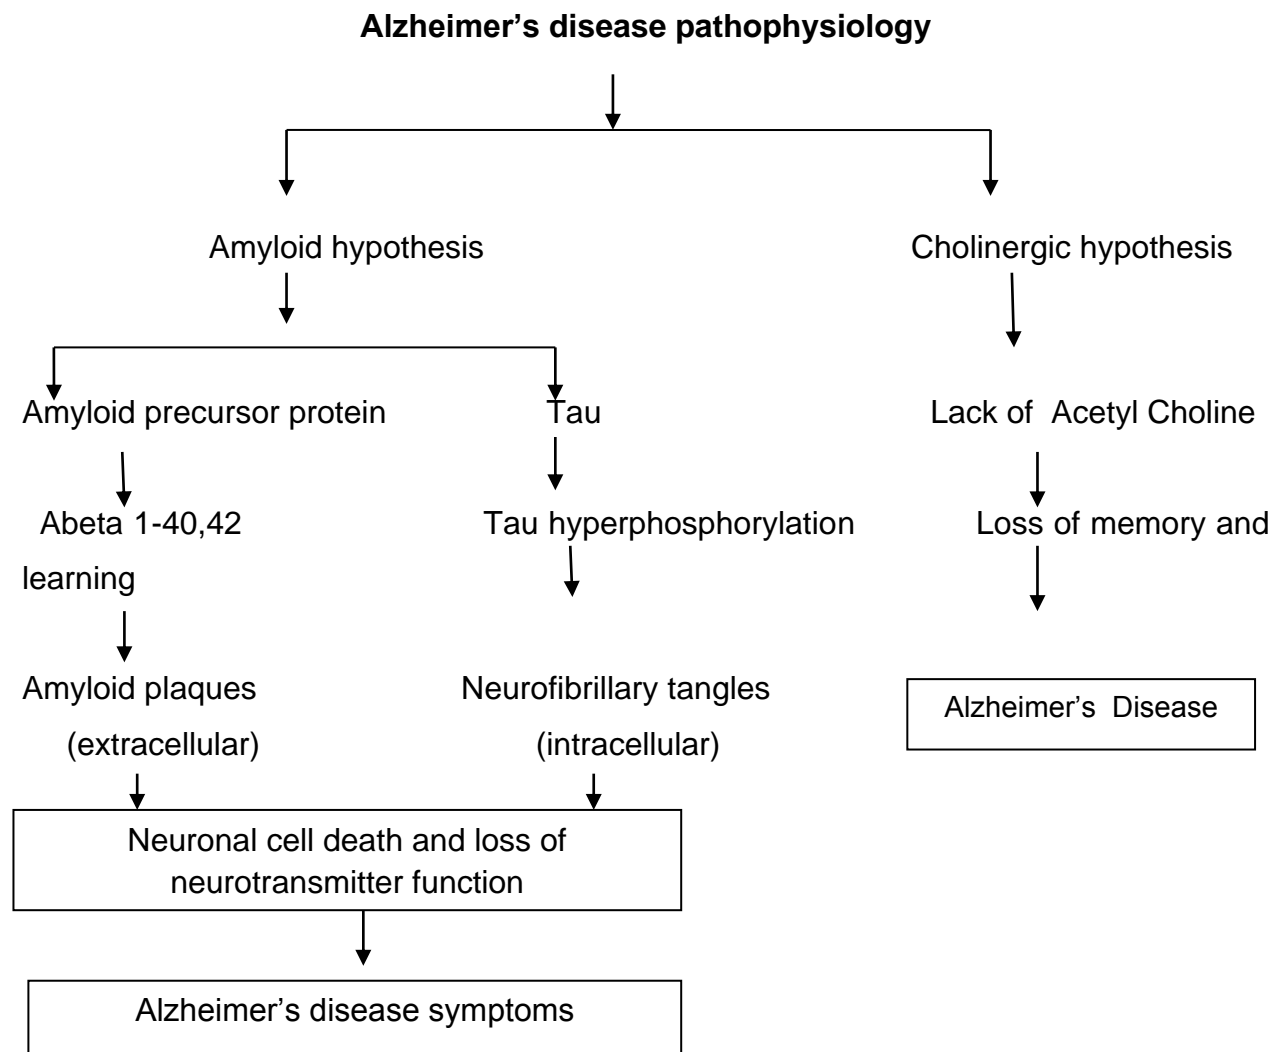 Alzheimer’s disease pathophysiology
Amyloid hypothesis
Cholinergic hypothesis
Amyloid precursor protein
Tau
Lack of Acetyl Choline
Abeta 1-40,42
Tau hyperphosphorylation
Loss of memory and
learning
Amyloid plaques
Neurofibrillary tangles
Alzheimer’s Disease
(extracellular)
(intracellular)
Neuronal cell death and loss of
neurotransmitter function
Alzheimer’s disease symptoms